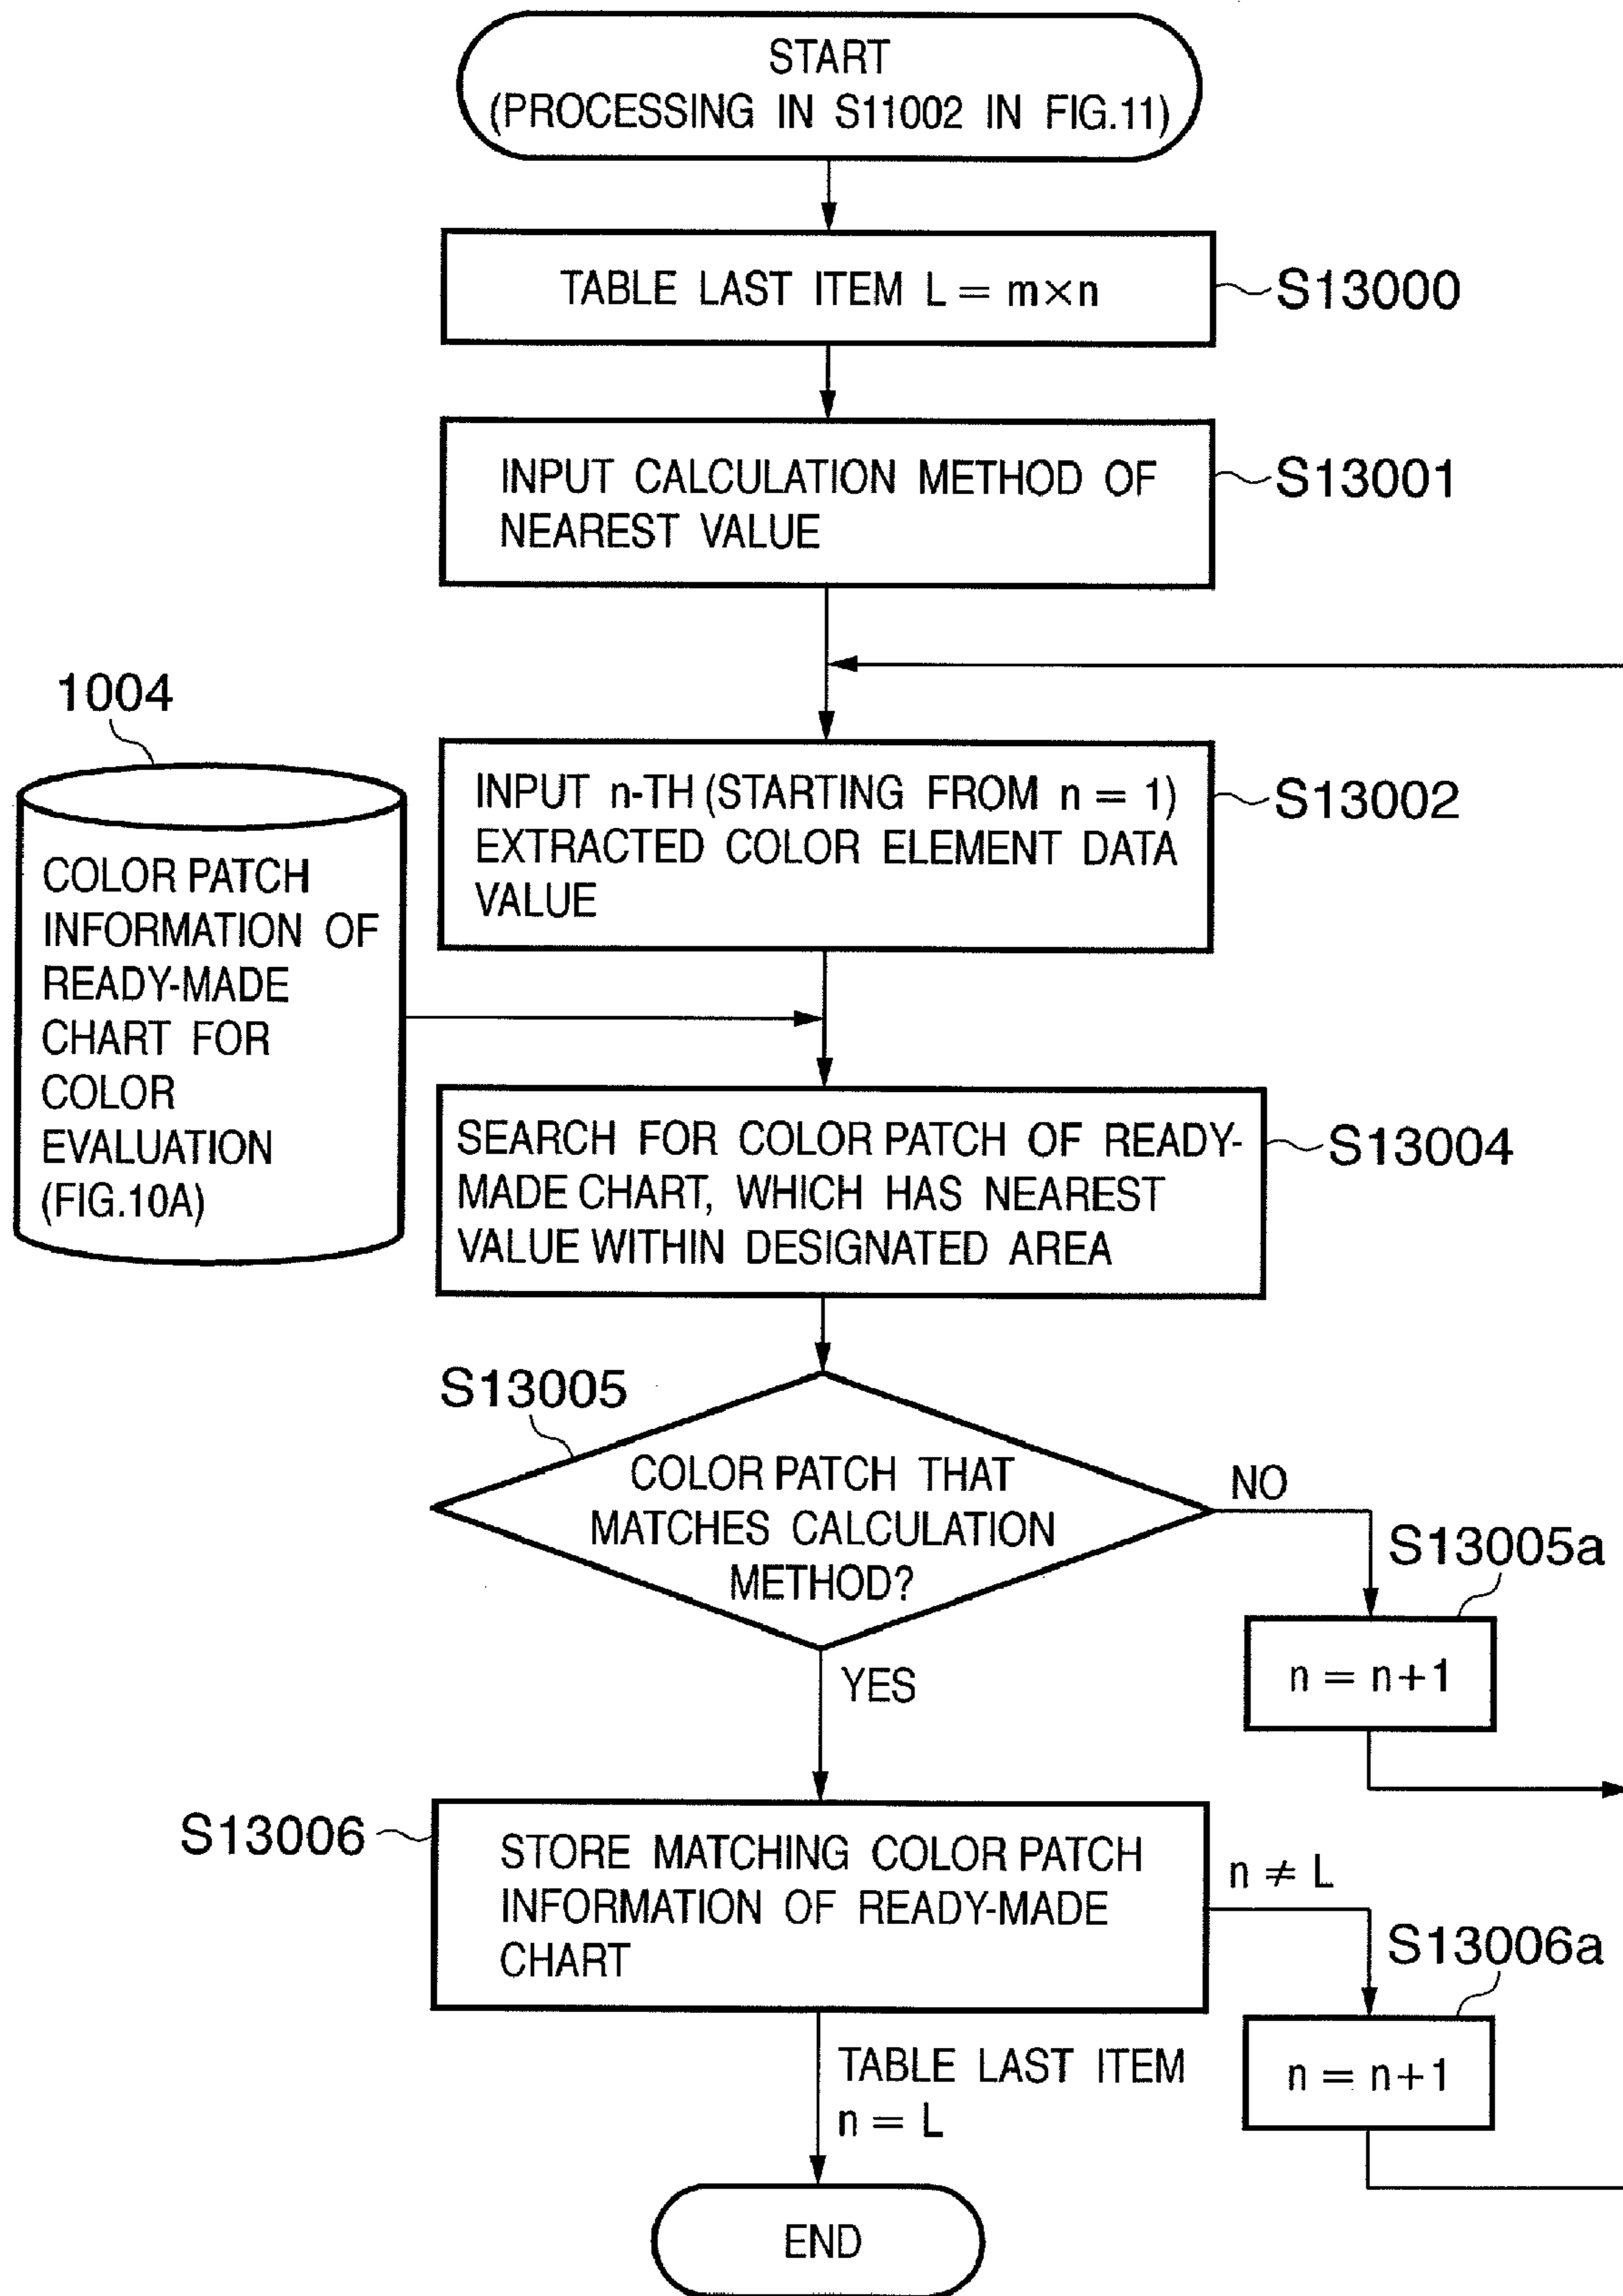 START
(PROCESSING IN S11002 IN FIG.11)
TABLE LAST ITEM L = m×n
S13000
INPUT CALCULATION METHOD OF
NEAREST VALUE
S13001
1004
COLOR PATCH
INFORMATION OF
READY-MADE
CHART FOR
COLOR
EVALUATION
(FIG.10A)
INPUT n-TH (STARTING FROM n = 1)
EXTRACTED COLOR ELEMENT DATA
VALUE
S13002
SEARCH FOR COLOR PATCH OF READY-
MADE CHART, WHICH HAS NEAREST
VALUE WITHIN DESIGNATED AREA
S13004
S13005
COLOR PATCH THAT
MATCHES CALCULATION
METHOD?
NO
S13005a
n = n+1
YES
S13006
STORE MATCHING COLOR PATCH
INFORMATION OF READY-MADE
CHART
n ≠ L
S13006a
n = n+1
TABLE LAST ITEM
n = L
END